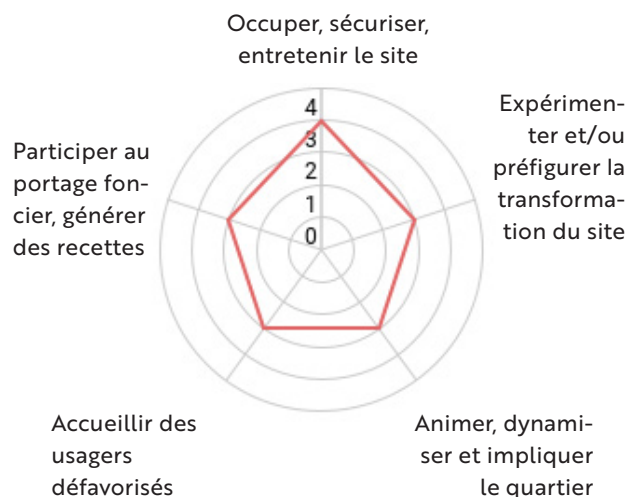 Occuper, sécuriser,
entretenir le site
Expérimen-
ter et/ou
préfigurer la
transforma-
tion du site
Participer au
portage fon-
cier, générer
des recettes
4
3
2
1
0
Accueillir des
usagers
défavorisés
Animer, dynami-
ser et impliquer
le quartier